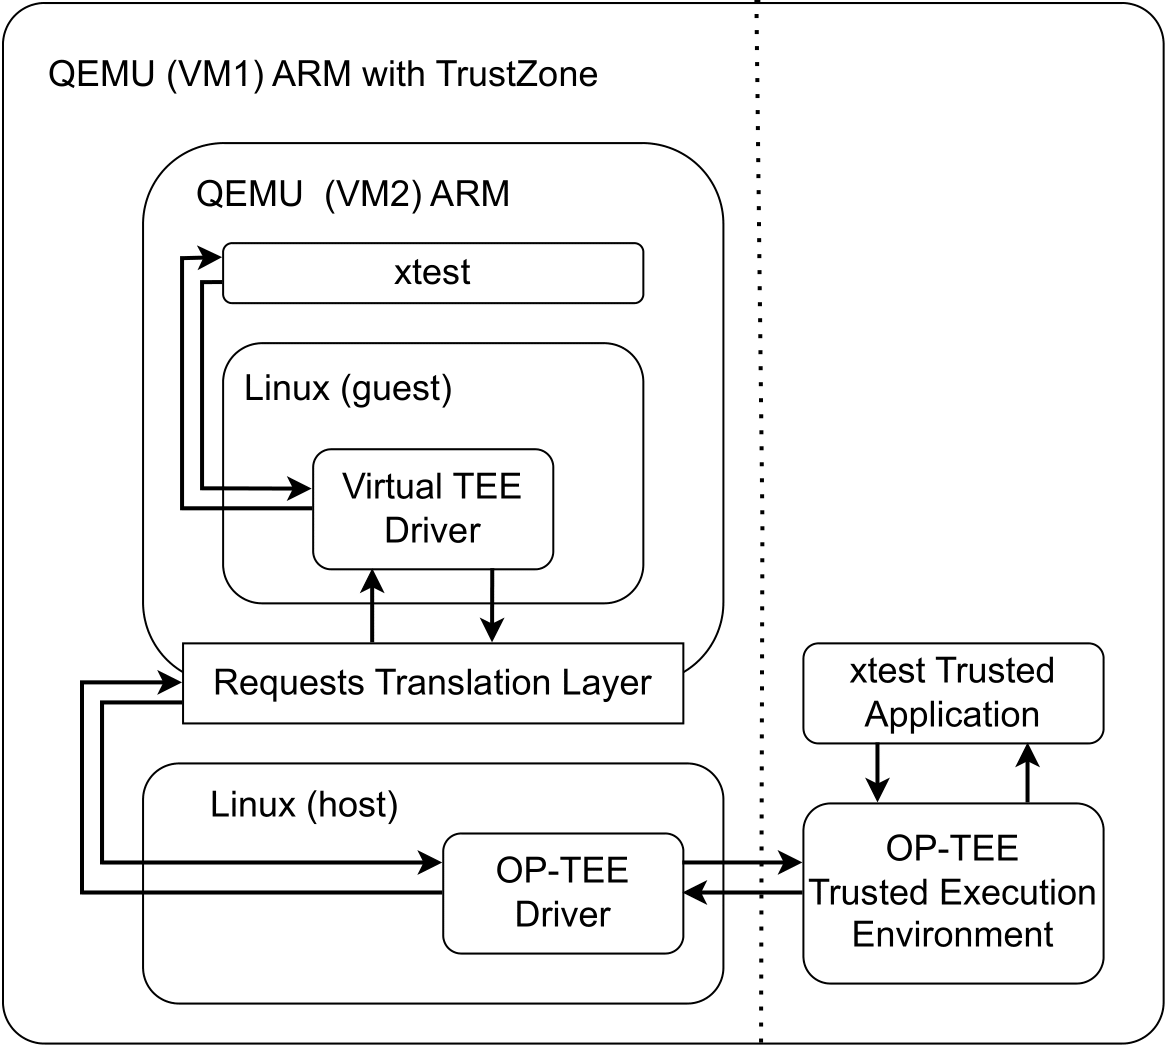 QEMU (VM1) ARM with TrustZone
QEMU (VM2) ARM
xtest
Linux (guest)
Virtual TEE
Driver
Requests Translation Layer
xtest Trusted
Application
Linux (host)
OP-TEE
Driver
OP-TEE
Trusted Execution
Environment